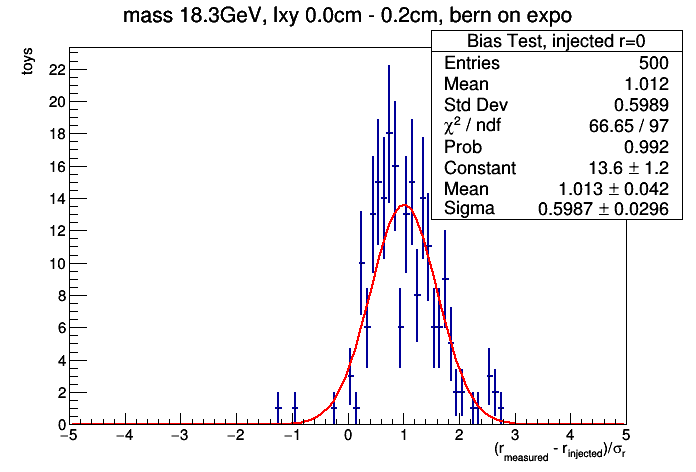 mass 18.3GeV, lxy 0.0cm - 0.2cm, bern on expo
Bias Test, injected r=0
Entries 500
Mean 1.012
Std Dev 0.5989
χ² / ndf 66.65 / 97
Prob 0.992
Constant 13.6 ± 1.2
Mean 1.013 ± 0.042
Sigma 0.5987 ± 0.0296
toys
22
20
18
16
14
12
10
8
6
4
2
0
−5 −4 −3 −2 −1 0 1 2 3 4 5
(r_measured - r_injected)/σ_r